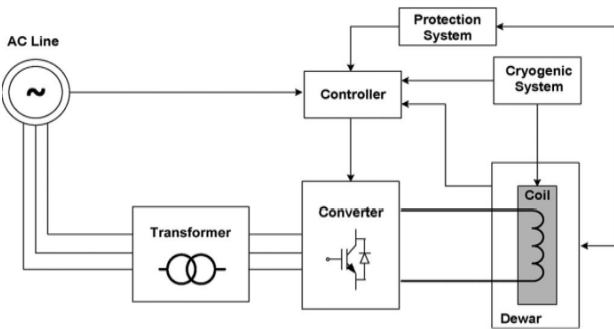 Protection
System
AC Line
Cryogenic
System
Controller
Coil
Converter
Transformer
Dewar